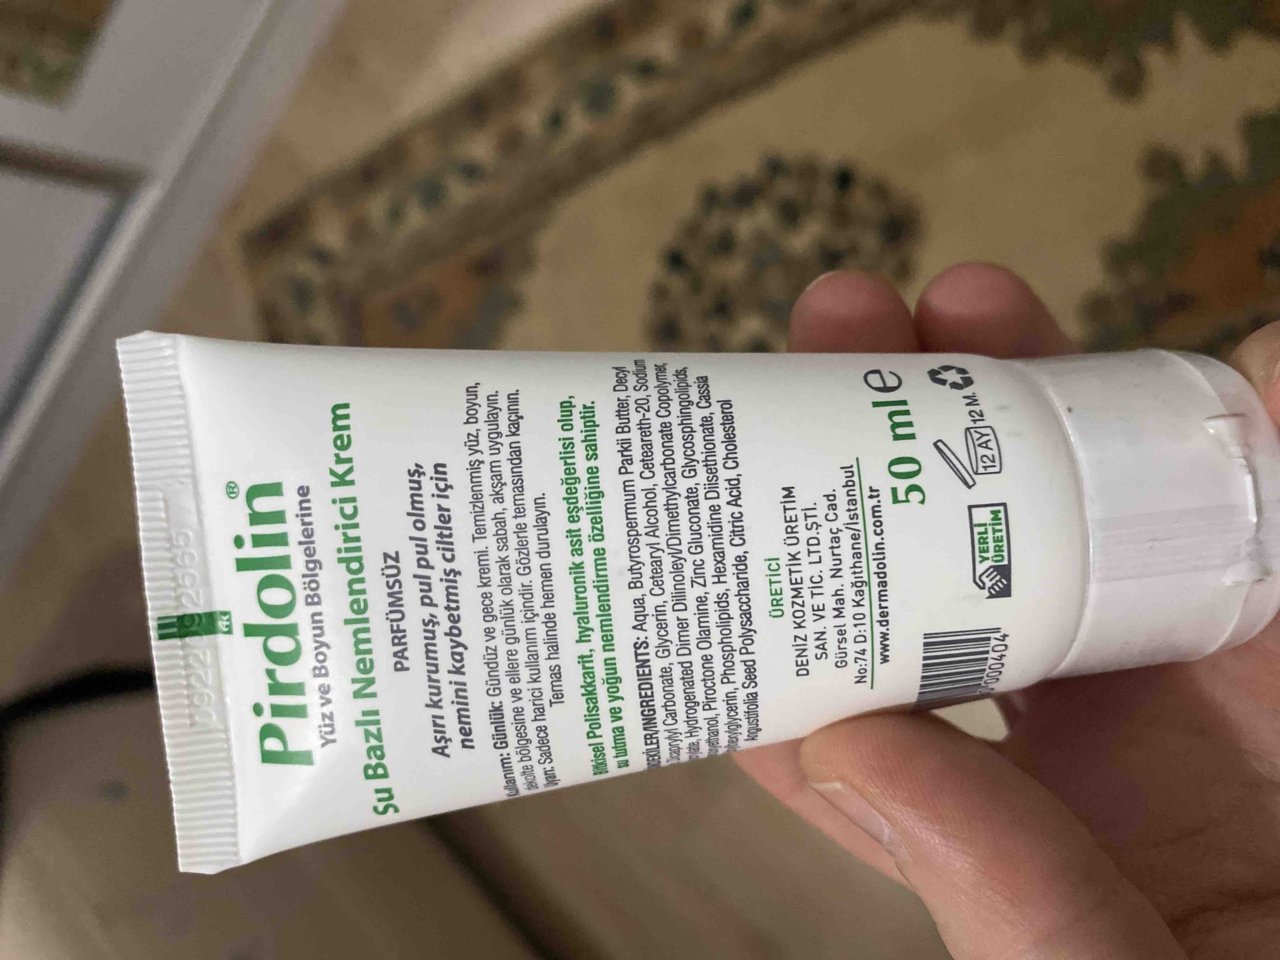 Pirdolin®
Yüz ve Boyun Bölgelerine
Su Bazlı Nemlendirici Krem
PARFÜMSÜZ
Aşırı kurumuş, pul pul olmuş,
nemini kaybetmiş ciltler için
Kullanım: Günlük: Gündüz ve gece kremi. Temizlenmiş yüz, boyun,
dekolte bölgesine ve ellere günlük olarak sabah, akşam uygulayın.
Uyarı: Sadece harici kullanım içindir. Gözlerle temasından kaçının.
Temas halinde hemen durulayın.
Bitkisel Polisakkarit, hyaluronik asit eşdeğerlisi olup,
su tutma ve yoğun nemlendirme özelliğine sahiptir.
/INGREDIENTS: Aqua, Butyrospermum Parkii Butter, Decyl
Carbonate, Glycerin, Cetearyl Alcohol, Ceteareth-20, Sodium
Hydrogenated Dimer Dilinoleyl/Dimethylcarbonate Copolymer,
Piroctone Olamine, Zinc Gluconate, Glycosphingolipids,
Phospholipids, Hexamidine Diisethionate, Cassia
Angustifolia Seed Polysaccharide, Citric Acid, Cholesterol
ÜRETİCİ
DENİZ KOZMETİK ÜRETİM
SAN. VE TİC. LTD.ŞTİ.
Gürsel Mah. Nurtaç Cad.
No:74 D:10 Kağıthane/İstanbul
www.dermadolin.com.tr
50 ml e
12 AY 12 M.
YERLİ
ÜRETİM
000404